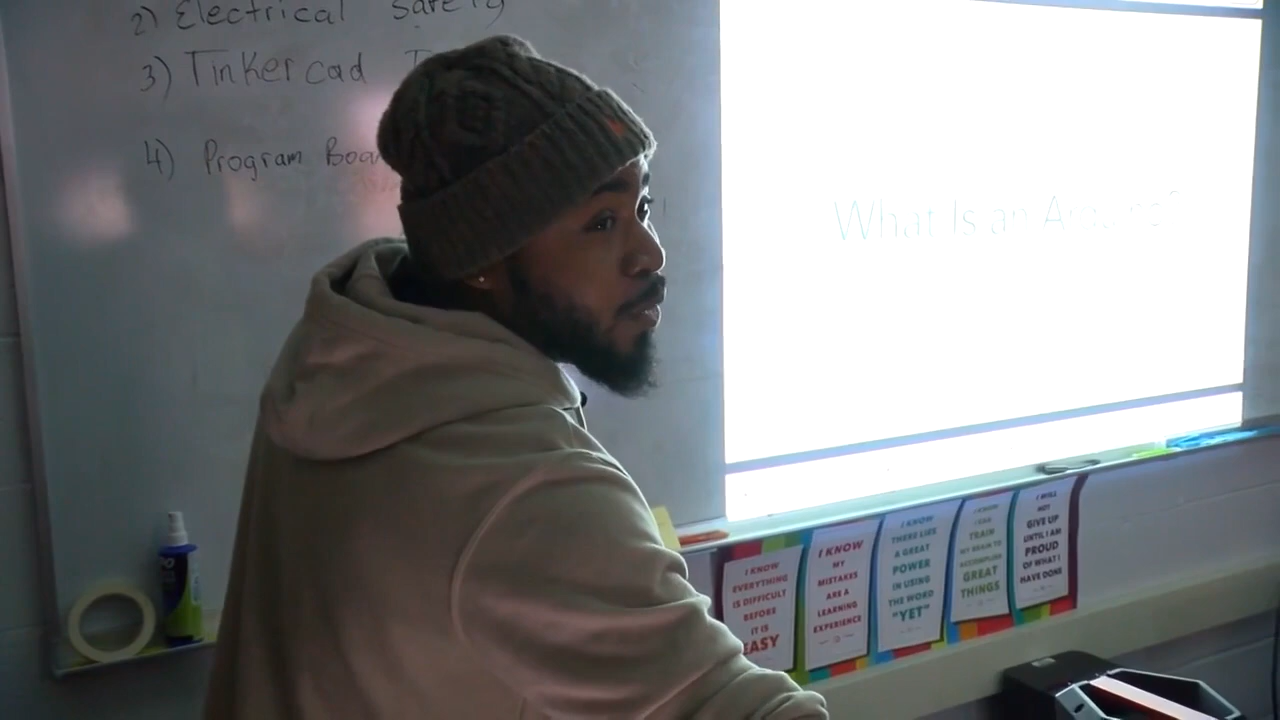 2) Electrical Safety
3) Tinkercad
4) Program
What Is an
I KNOW
EVERYTHING
IS DIFFICULT
BEFORE
IT IS
EASY
I KNOW
MY
MISTAKES
ARE A
LEARNING
EXPERIENCE
I KNOW
THERE LIES
A GREAT
POWER
IN USING
THE WORD
"YET"
I KNOW
I CAN
TRAIN
MY BRAIN TO
ACCOMPLISH
GREAT
THINGS
I WILL
NOT
GIVE UP
UNTIL I AM
PROUD
OF WHAT I
HAVE DONE